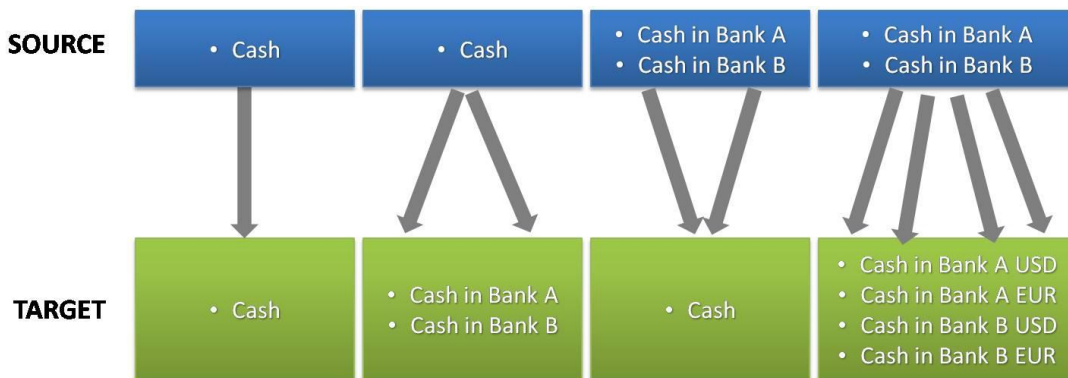 SOURCE
• Cash
• Cash
• Cash in Bank A
• Cash in Bank B
• Cash in Bank A
• Cash in Bank B
TARGET
• Cash
• Cash in Bank A
• Cash in Bank B
• Cash
• Cash in Bank A USD
• Cash in Bank A EUR
• Cash in Bank B USD
• Cash in Bank B EUR